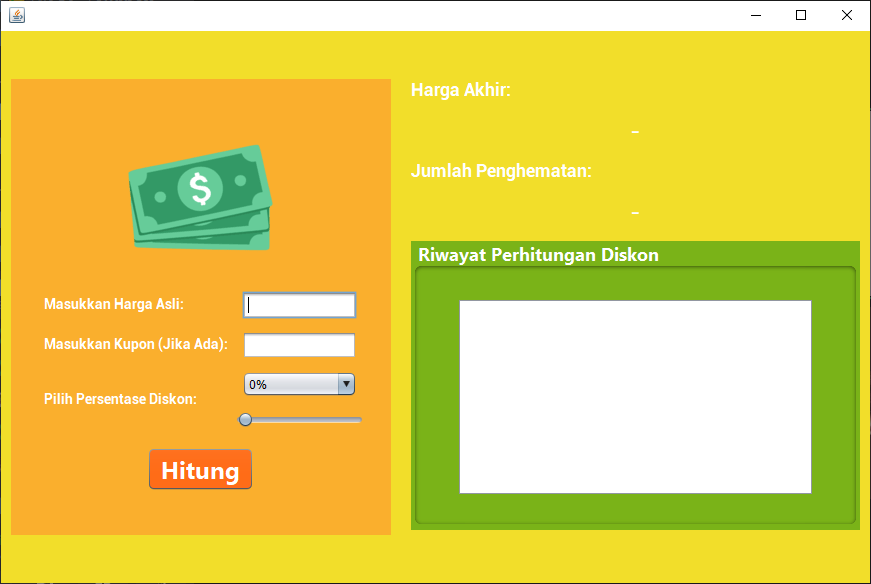 $
Masukkan Harga Asli:
Masukkan Kupon (Jika Ada):
Pilih Persentase Diskon:
0%
Hitung
Harga Akhir:
-
Jumlah Penghematan:
-
Riwayat Perhitungan Diskon